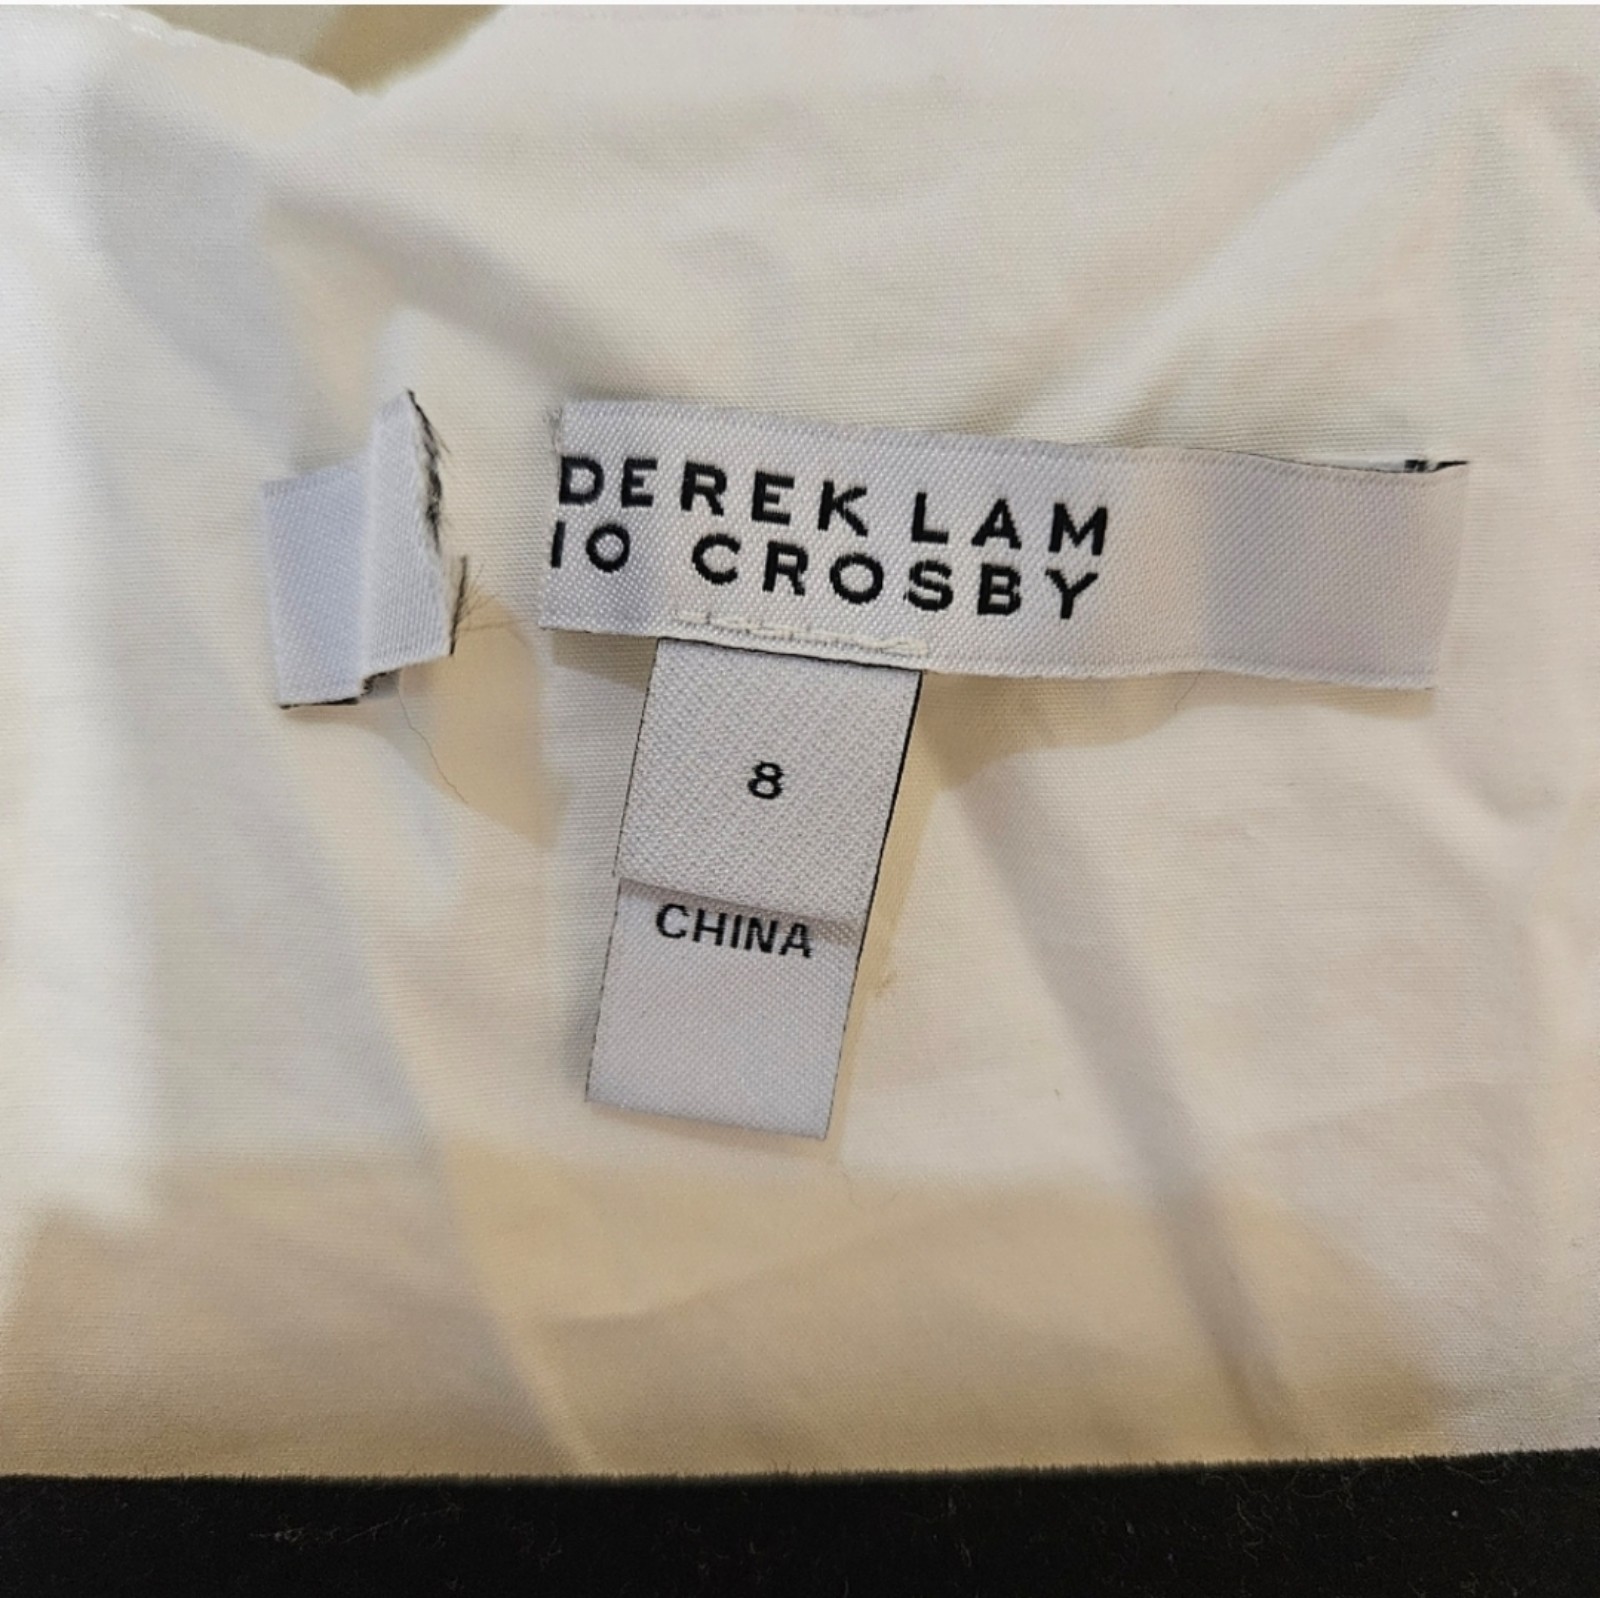 DEREK LAM
10 CROSBY
8
CHINA